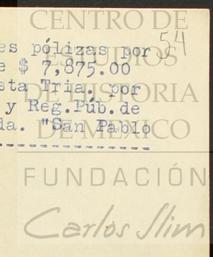 CENTRO DE
ESTUDIOS
DE HISTORIA
DE MEXICO
54
es pólizas por
e $ 7,875.00
sta Tria. por
y Reg.Púb.de
da. "San Pablo
FUNDACIÓN
Carlos Slim